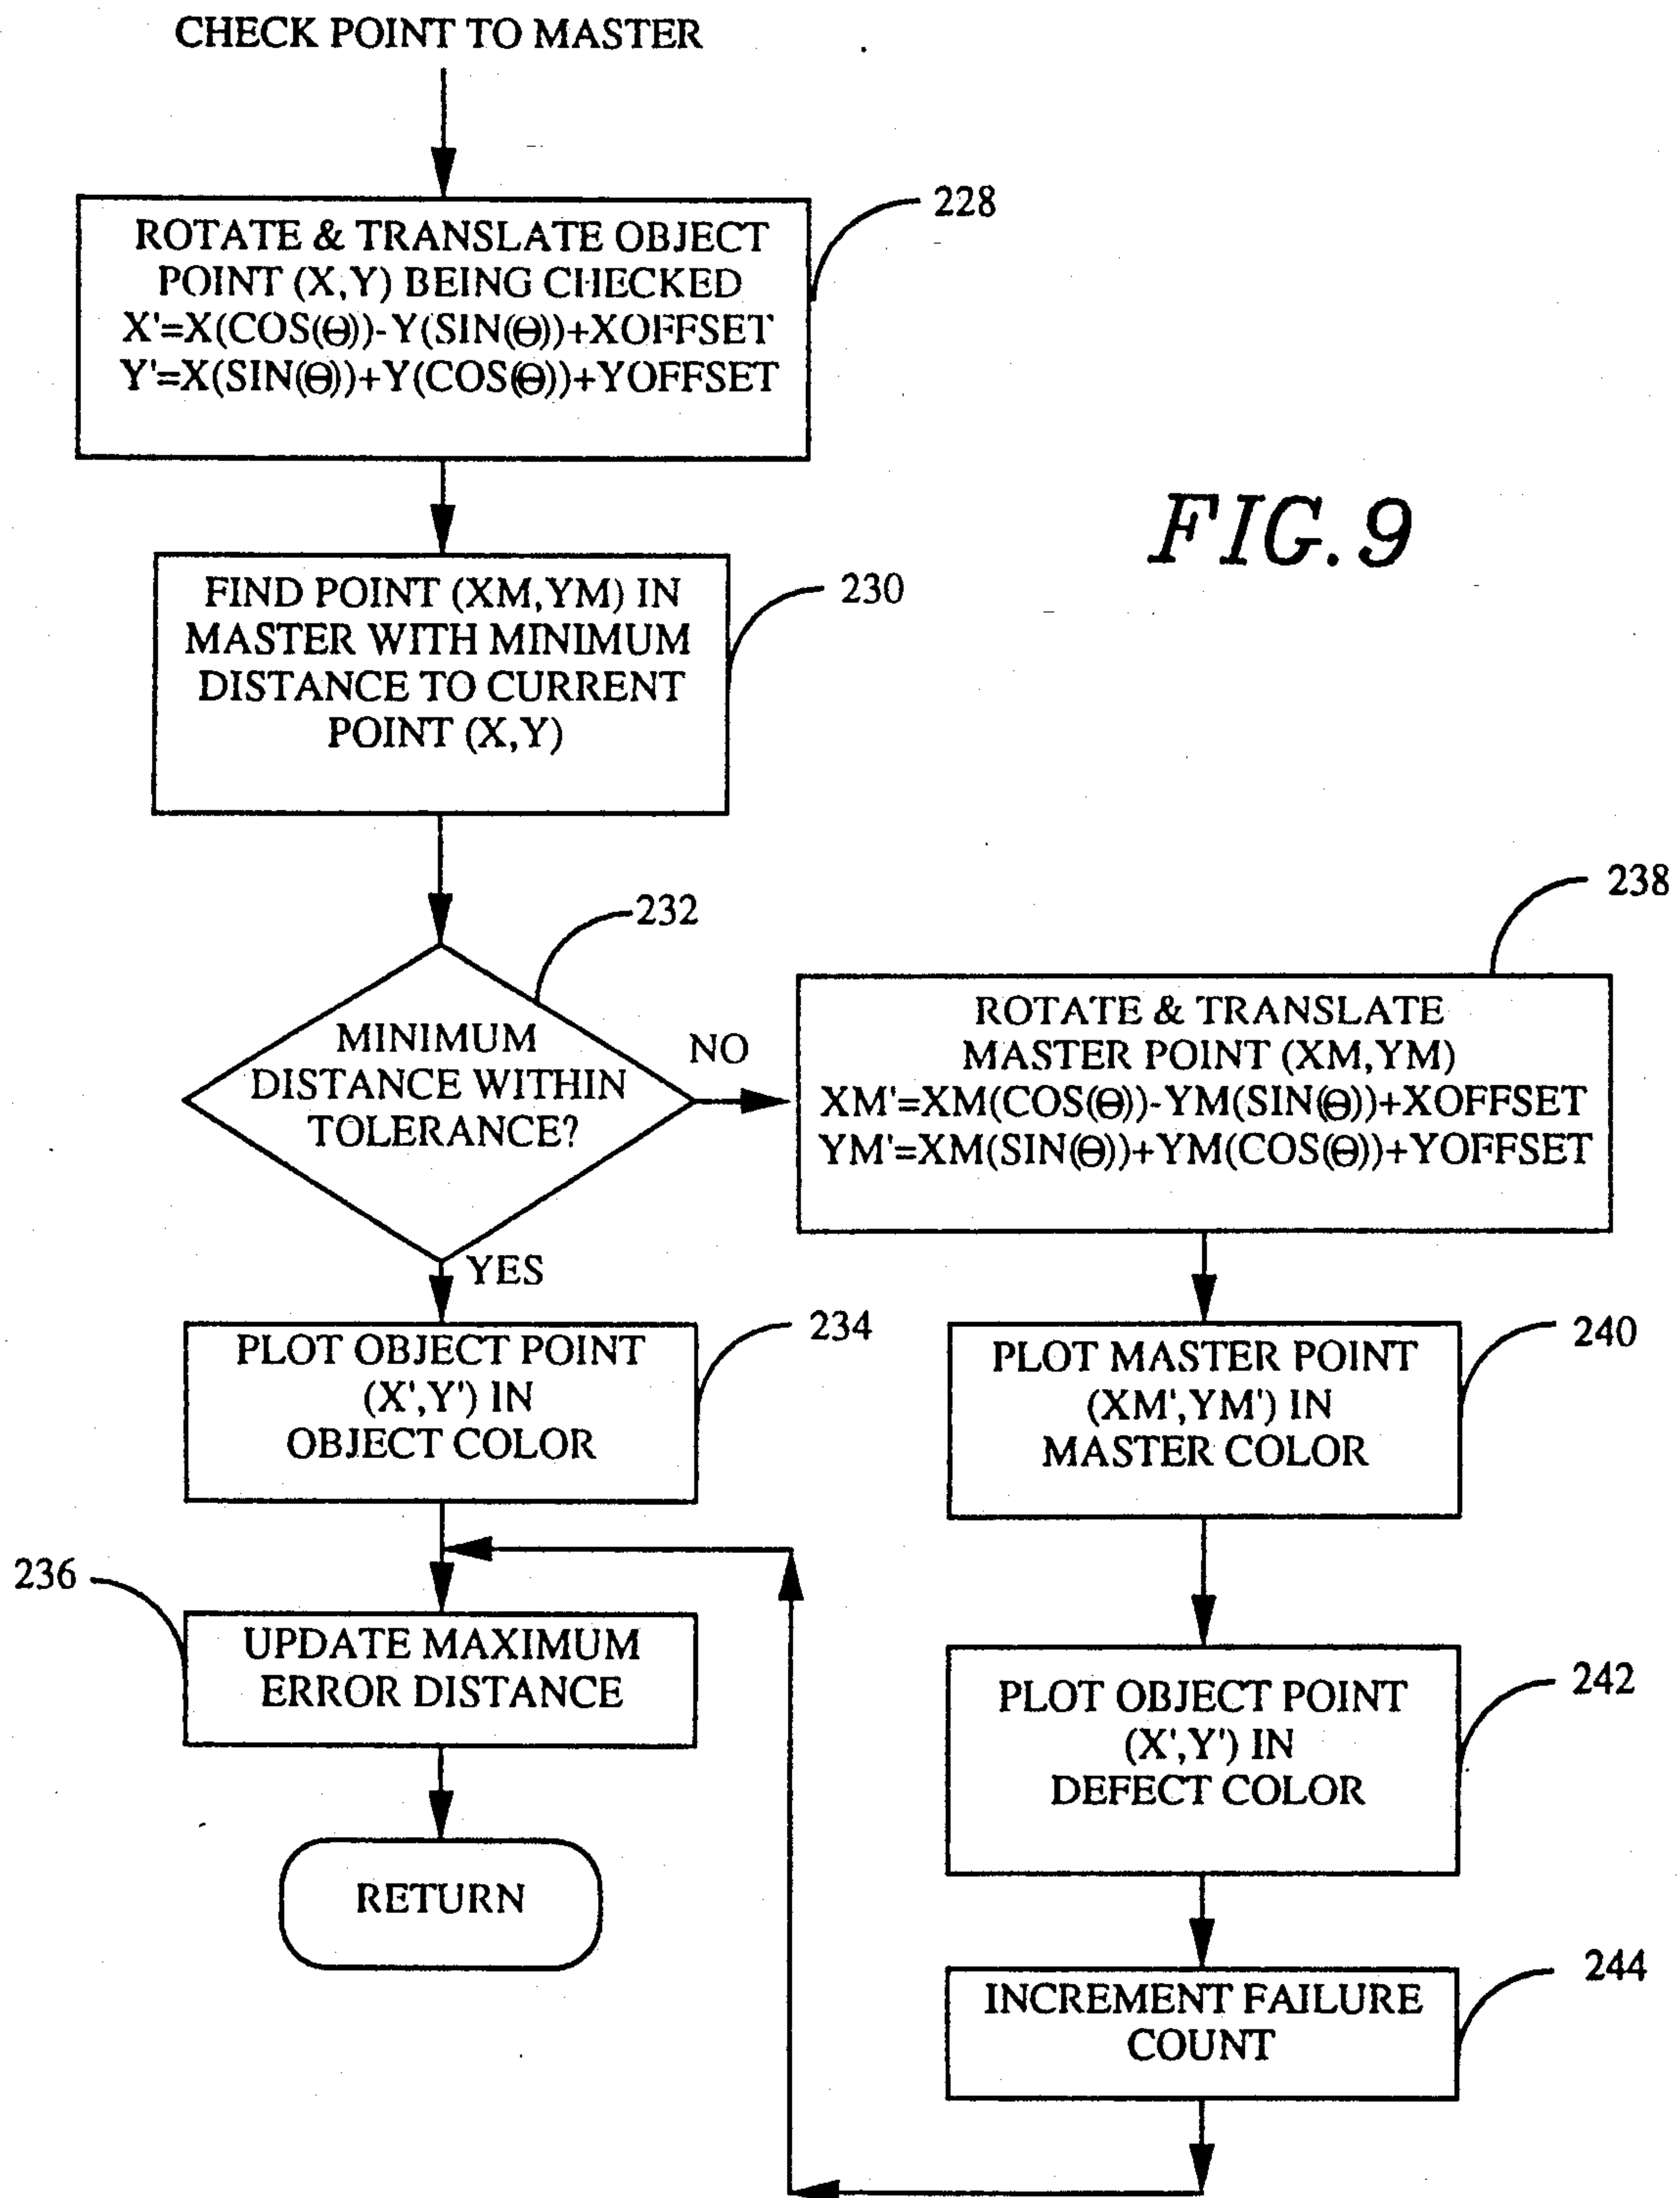 CHECK POINT TO MASTER
228
ROTATE & TRANSLATE OBJECT
POINT (X,Y) BEING CHECKED
X'=X(COS(Θ))-Y(SIN(Θ))+XOFFSET
Y'=X(SIN(Θ))+Y(COS(Θ))+YOFFSET
FIG. 9
230
FIND POINT (XM,YM) IN
MASTER WITH MINIMUM
DISTANCE TO CURRENT
POINT (X,Y)
232
MINIMUM
DISTANCE WITHIN
TOLERANCE?
NO
YES
238
ROTATE & TRANSLATE
MASTER POINT (XM,YM)
XM'=XM(COS(Θ))-YM(SIN(Θ))+XOFFSET
YM'=XM(SIN(Θ))+YM(COS(Θ))+YOFFSET
234
PLOT OBJECT POINT
(X',Y') IN
OBJECT COLOR
240
PLOT MASTER POINT
(XM',YM') IN
MASTER COLOR
236
UPDATE MAXIMUM
ERROR DISTANCE
242
PLOT OBJECT POINT
(X',Y') IN
DEFECT COLOR
RETURN
244
INCREMENT FAILURE
COUNT